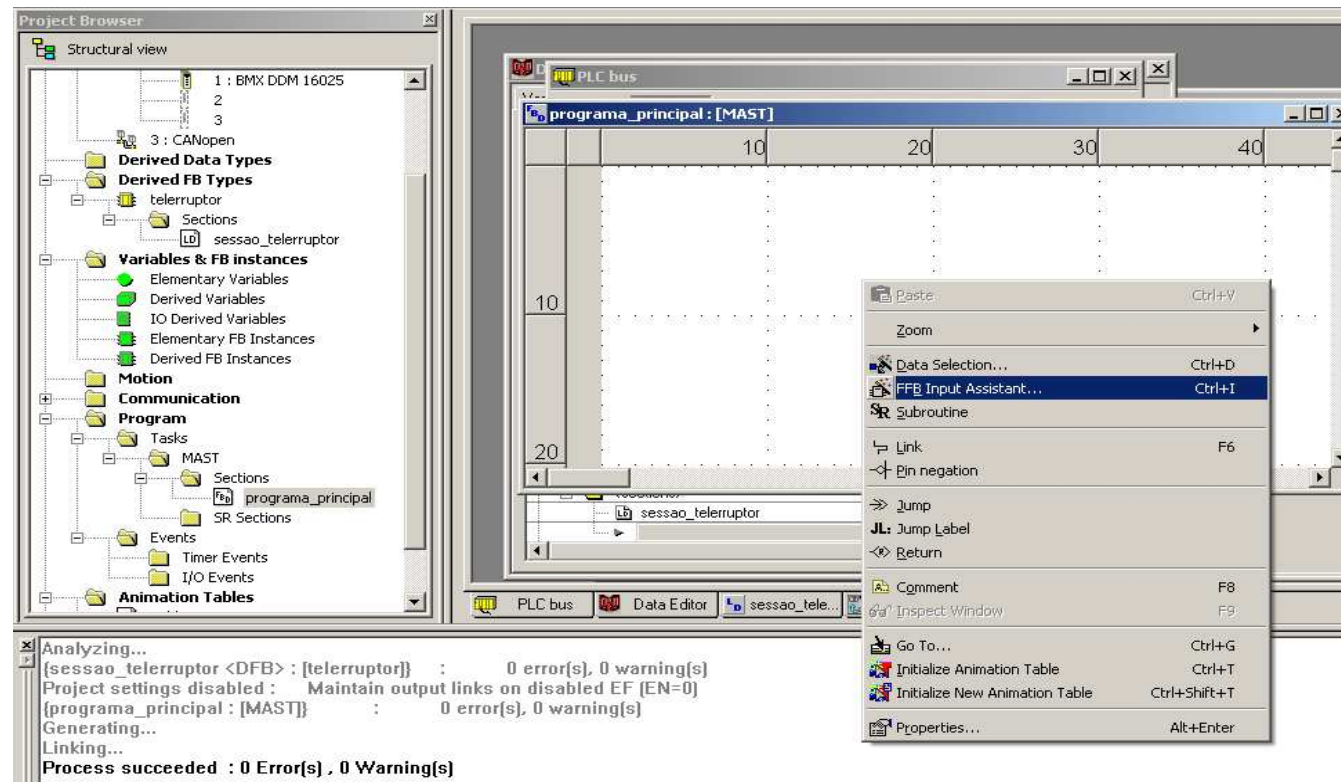 Project Browser
Structural view
1 : BMX DDM 16025
2
3
3 : CANopen
Derived Data Types
Derived FB Types
telerruptor
Sections
LD sessao_telerruptor
Variables & FB instances
Elementary Variables
Derived Variables
IO Derived Variables
Elementary FB Instances
Derived FB Instances
Motion
Communication
Program
Tasks
MAST
Sections
programa_principal
SR Sections
Events
Timer Events
I/O Events
Animation Tables
PLC bus
programa_principal : [MAST]
10 20 30 40
10
20
LD sessao_telerruptor
Paste Ctrl+V
Zoom
Data Selection... Ctrl+D
FFB Input Assistant... Ctrl+I
SR Subroutine
Link F6
Pin negation
Jump
JL: Jump Label
Return
Comment F8
Inspect Window F9
Go To... Ctrl+G
Initialize Animation Table Ctrl+T
Initialize New Animation Table Ctrl+Shift+T
Properties... Alt+Enter
PLC bus Data Editor sessao_tele...
Analyzing...
{sessao_telerruptor <DFB> : [telerruptor]} : 0 error(s), 0 warning(s)
Project settings disabled : Maintain output links on disabled EF (EN=0)
{programa_principal : [MAST]} : 0 error(s), 0 warning(s)
Generating...
Linking...
Process succeeded : 0 Error(s) , 0 Warning(s)